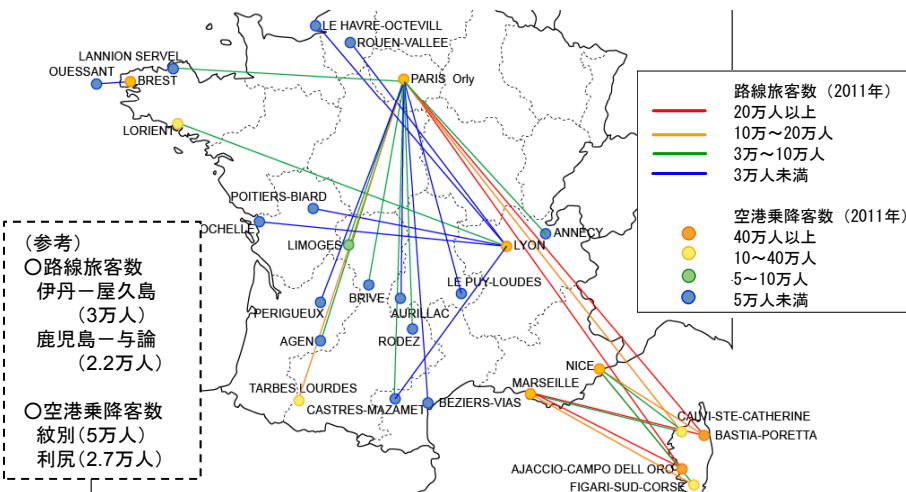 LE HAVRE-OCTEVILL
ROUEN-VALLEE
LANNION SERVEL
OUESSANT
BREST
PARIS Orly
LORIENT
POITIERS-BIARD
OCHELLE
LIMOGES
LYON
ANNECY
LE PUY-LOUDES
BRIVE
PERIGUEUX
AURILLAC
AGEN
RODEZ
TARBES LOURDES
CASTRES-MAZAMET
BEZIERS-VIAS
NICE
MARSEILLE
CALVI-STE-CATHERINE
BASTIA-PORETTA
AJACCIO-CAMPO DELL ORO
FIGARI-SUD-CORSE
路線旅客数（2011年）
20万人以上
10万～20万人
3万～10万人
3万人未満
空港乗降客数（2011年）
40万人以上
10～40万人
5～10万人
5万人未満
（参考）
○路線旅客数
伊丹－屋久島
（3万人）
鹿児島－与論
（2.2万人）
○空港乗降客数
紋別（5万人）
利尻（2.7万人）